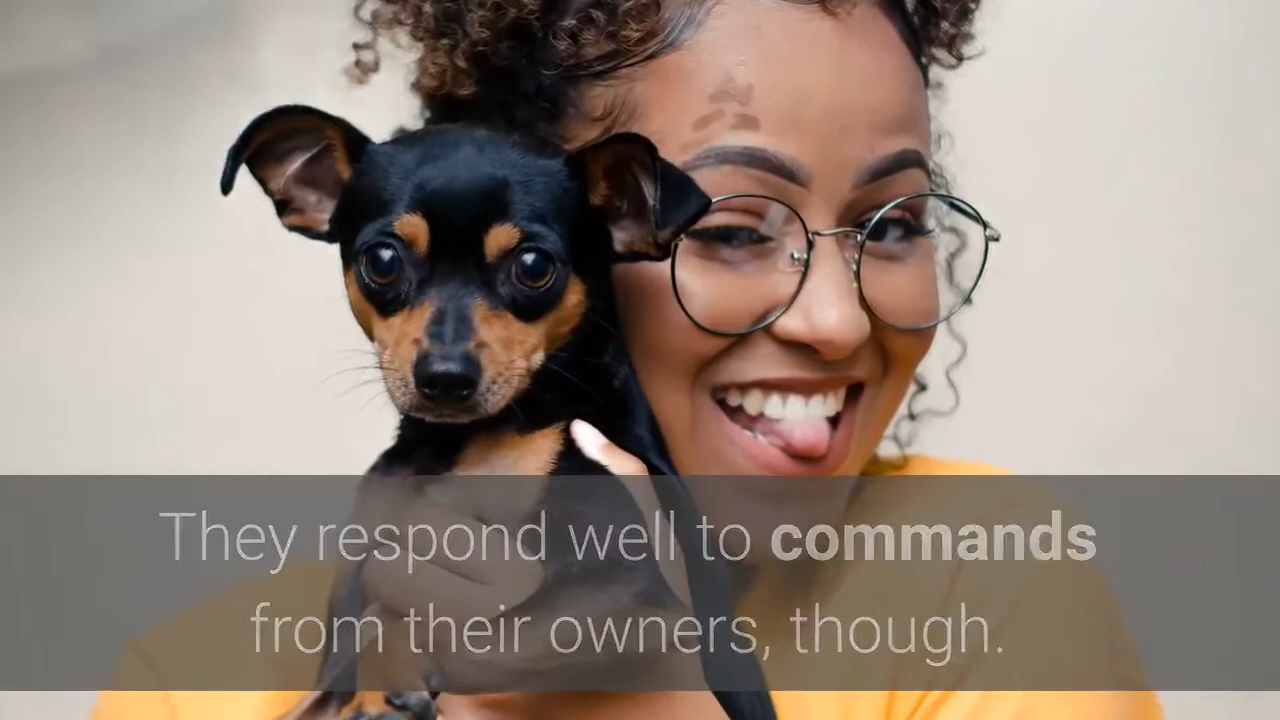 They respond well to commands
from their owners, though.